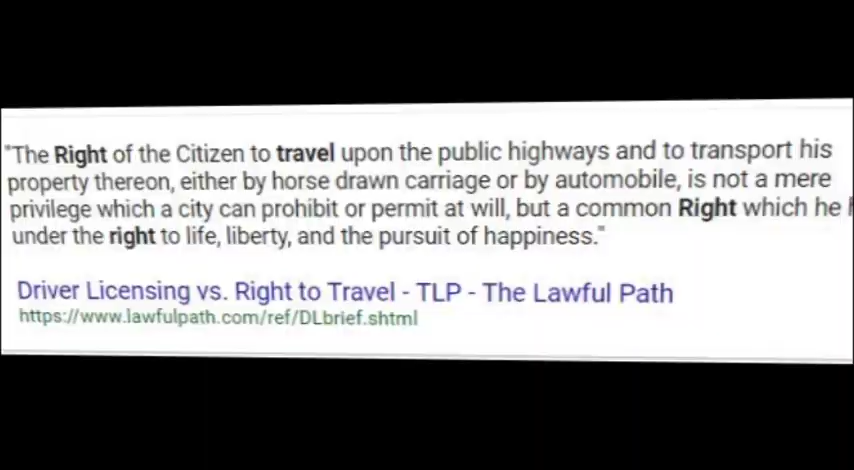 "The Right of the Citizen to travel upon the public highways and to transport his
property thereon, either by horse drawn carriage or by automobile, is not a mere
privilege which a city can prohibit or permit at will, but a common Right which he
under the right to life, liberty, and the pursuit of happiness."
Driver Licensing vs. Right to Travel - TLP - The Lawful Path
https://www.lawfulpath.com/ref/DLbrief.shtml